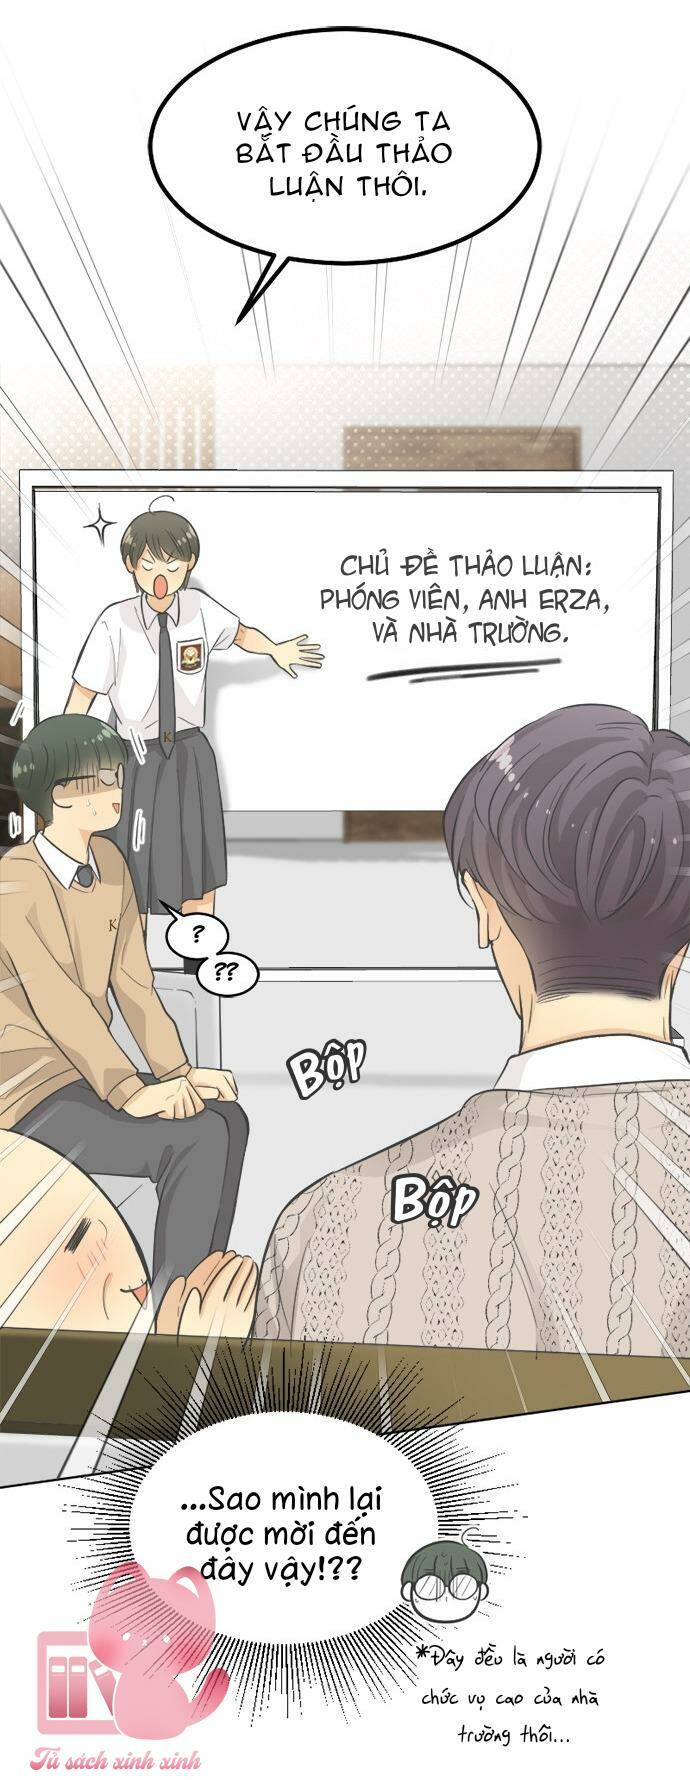 VẬY CHÚNG TA
BẮT ĐẦU THẢO
LUẬN THÔI.
CHỦ ĐỀ THẢO LUẬN:
PHÓNG VIÊN, ANH ERZA,
VÀ NHÀ TRƯỜNG.
K
K
?
??
BỘP
BỘP
...Sao mình lại
được mời đến
đây vậy!??
*Đây đều là người có
chức vụ cao của nhà
trường thôi...
Tủ sách xinh xinh